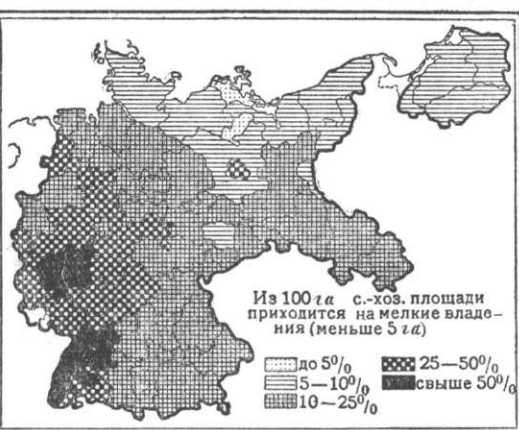 Из 100 га с.-хоз. площади
приходится на мелкие владе-
ния (меньше 5 га)
до 5%
5—10%
10—25%
25—50%
свыше 50%